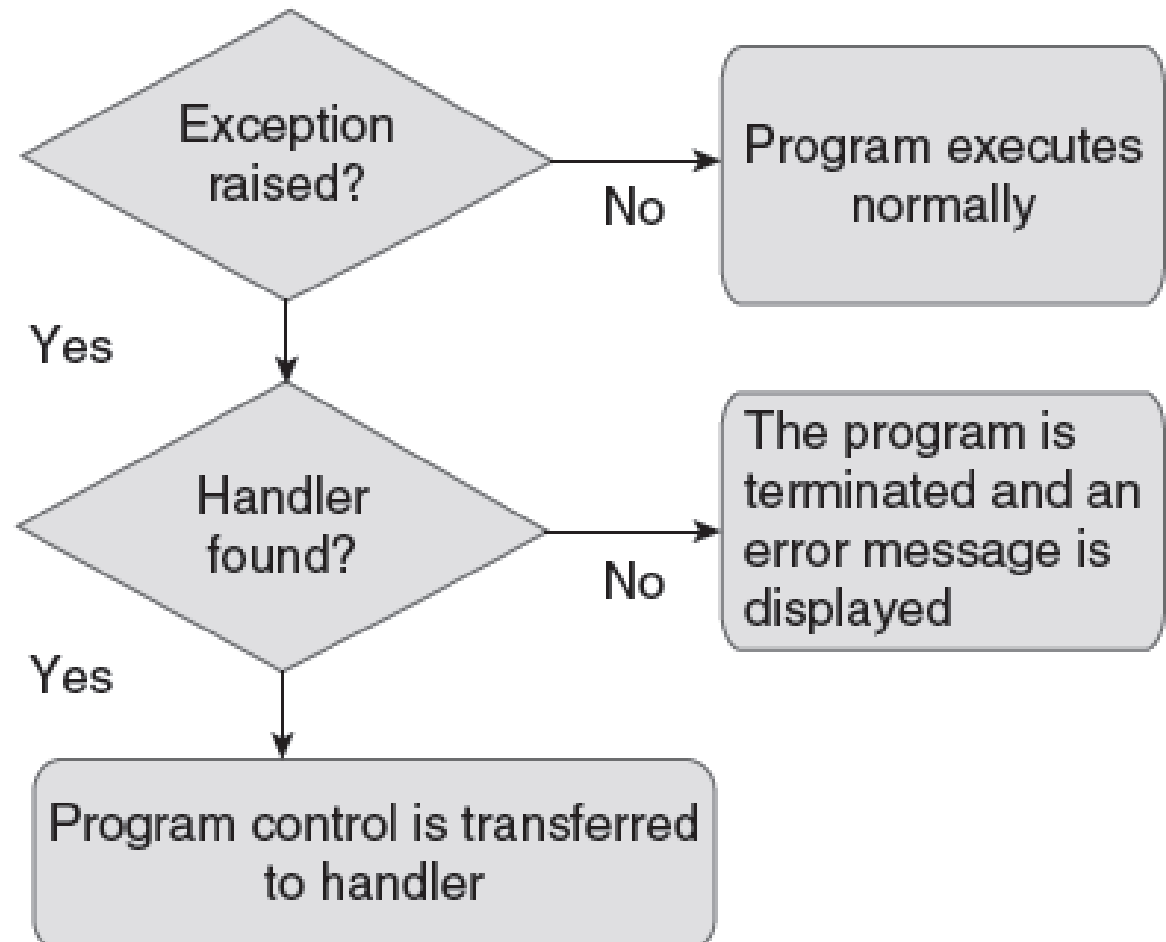 Exception
raised?
No
Program executes
normally
Yes
Handler
found?
No
The program is
terminated and an
error message is
displayed
Yes
Program control is transferred
to handler